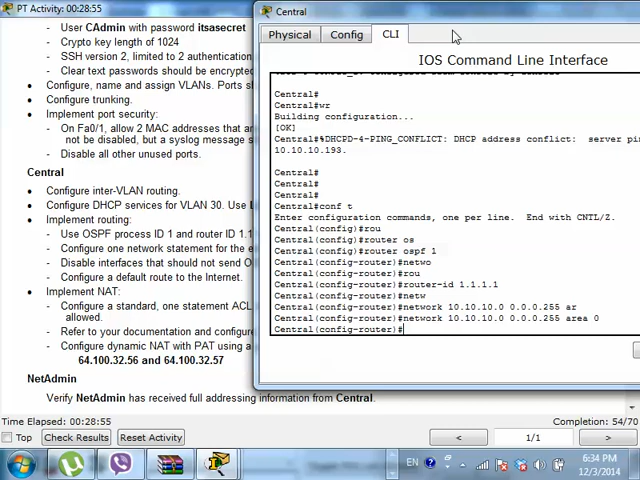 PT Activity: 00:28:55
User CAdmin with password itsasecret
Crypto key length of 1024
SSH version 2, limited to 2 authentication
Clear text passwords should be encrypted
Configure, name and assign VLANs. Ports s
Configure trunking.
Implement port security:
On Fa0/1, allow 2 MAC addresses that ar
not be disabled, but a syslog message s
Disable all other unused ports.
Central
Configure inter-VLAN routing.
Configure DHCP services for VLAN 30. Use
Implement routing:
Use OSPF process ID 1 and router ID 1.1
Configure one network statement for the e
Disable interfaces that should not send O
Configure a default route to the Internet.
Implement NAT:
Configure a standard, one statement ACL
allowed.
Refer to your documentation and configure
Configure dynamic NAT with PAT using a
64.100.32.56 and 64.100.32.57
NetAdmin
Verify NetAdmin has received full addressing information from Central.
Time Elapsed: 00:28:55
Completion: 54/70
Top
Check Results
Reset Activity
<
1/1
>
Central
Physical
Config
CLI
IOS Command Line Interface
Central#
Central#wr
Building configuration...
[OK]
Central#%DHCPD-4-PING_CONFLICT: DHCP address conflict: server pin
10.10.10.193.
Central#
Central#
Central#
Central#conf t
Enter configuration commands, one per line. End with CNTL/Z.
Central(config)#rou
Central(config)#router os
Central(config)#router ospf 1
Central(config-router)#netwo
Central(config-router)#rou
Central(config-router)#router-id 1.1.1.1
Central(config-router)#netw
Central(config-router)#network 10.10.10.0 0.0.0.255 ar
Central(config-router)#network 10.10.10.0 0.0.0.255 area 0
Central(config-router)#
EN
6:34 PM
12/3/2014